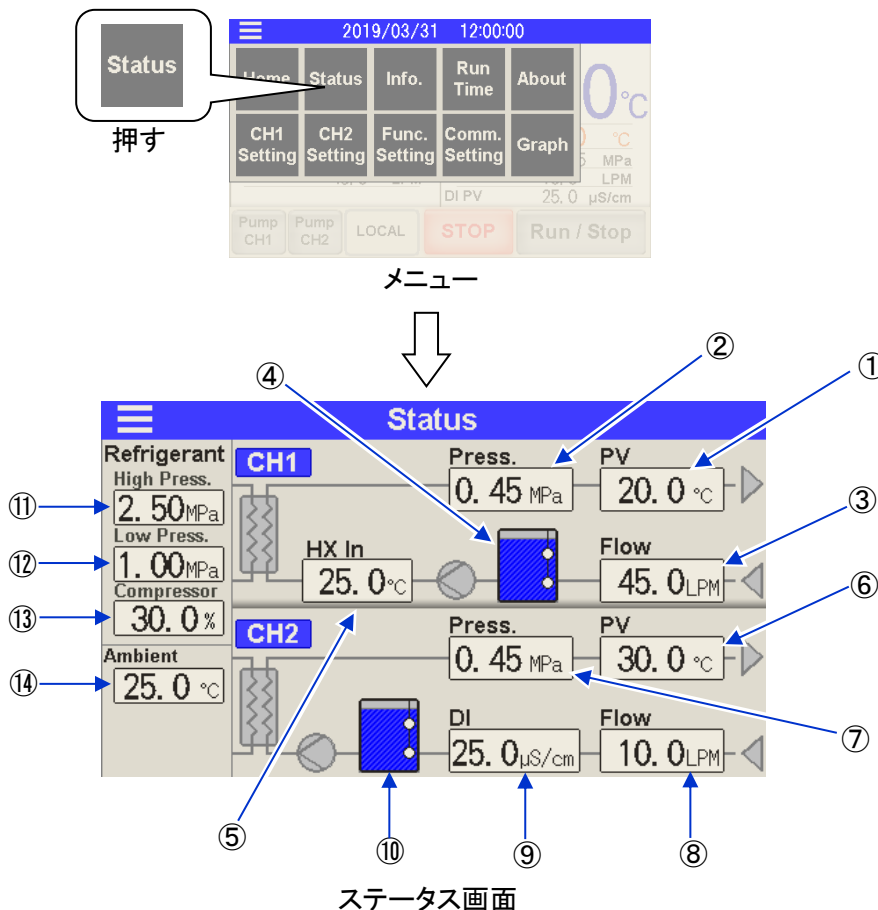 2019/03/31 12:00:00
Status
押す
Home Status Info. Run Time About
CH1 Setting CH2 Setting Func. Setting Comm. Setting Graph
℃
℃
MPa
LPM
DI PV 25.0 μS/cm
Pump CH1 Pump CH2 LOCAL STOP Run / Stop
メニュー
② ①
④
Status
Refrigerant
High Press.
⑪ 2.50MPa
Low Press.
⑫ 1.00MPa
Compressor
⑬ 30.0%
Ambient
⑭ 25.0 ℃
CH1
Press. PV
0.45 MPa 20.0 ℃
HX In Flow
25.0℃ 45.0LPM
③
⑥
CH2
Press. PV
0.45 MPa 30.0 ℃
DI Flow
25.0μS/cm 10.0LPM
⑦
⑤ ⑩ ⑨ ⑧
ステータス画面